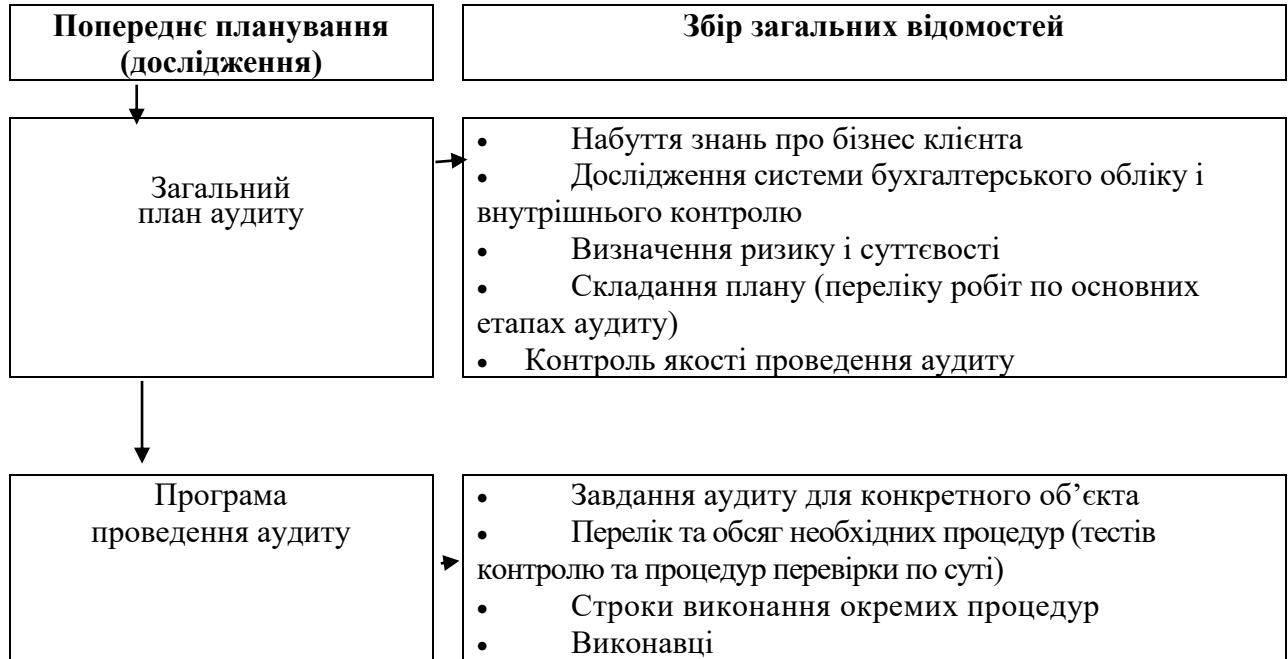 Попереднє планування
(дослідження)
Збір загальних відомостей
Загальний
план аудиту
• Набуття знань про бізнес клієнта
• Дослідження системи бухгалтерського обліку і
внутрішнього контролю
• Визначення ризику і суттєвості
• Складання плану (переліку робіт по основних
етапах аудиту)
• Контроль якості проведення аудиту
Програма
проведення аудиту
• Завдання аудиту для конкретного об’єкта
• Перелік та обсяг необхідних процедур (тестів
контролю та процедур перевірки по суті)
• Строки виконання окремих процедур
• Виконавці